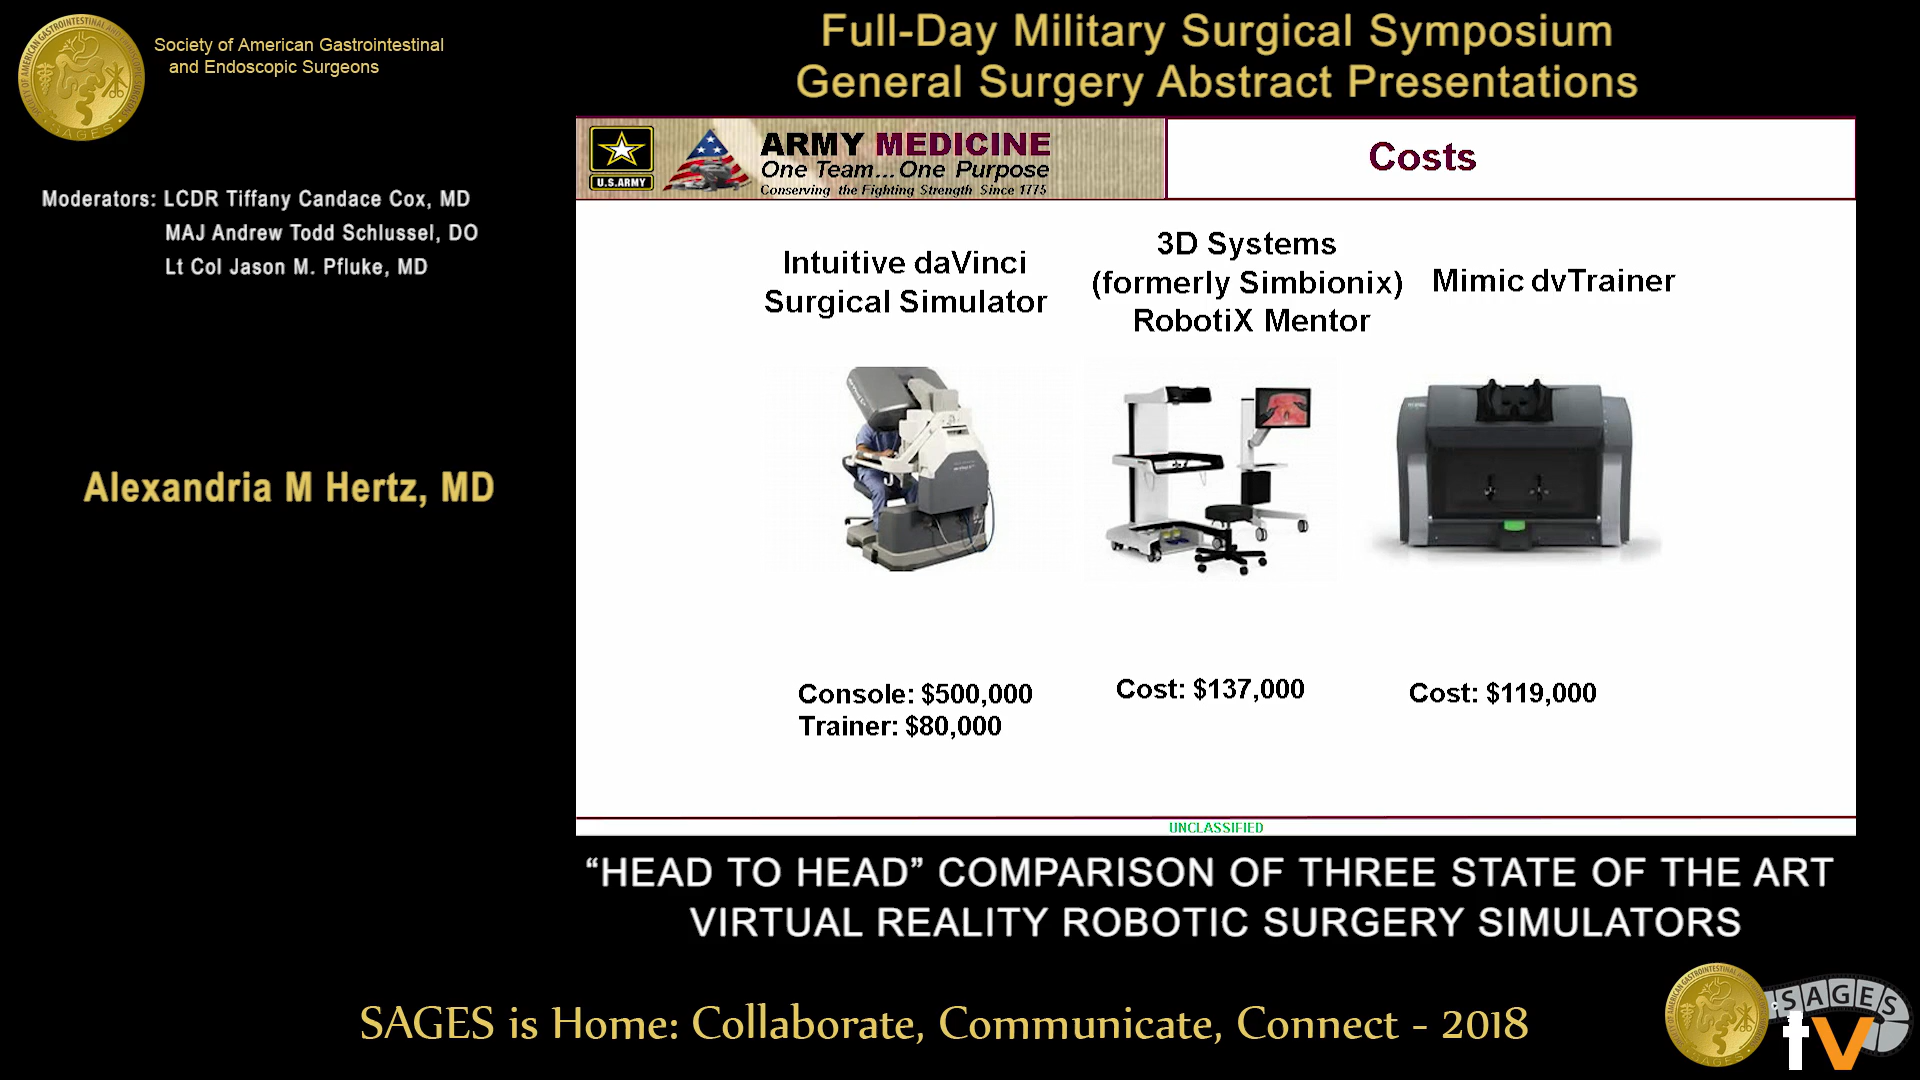 Society of American Gastrointestinal
and Endoscopic Surgeons
Full-Day Military Surgical Symposium
General Surgery Abstract Presentations
Moderators: LCDR Tiffany Candace Cox, MD
MAJ Andrew Todd Schlussel, DO
Lt Col Jason M. Pfluke, MD
Alexandria M Hertz, MD
U.S.ARMY
ARMY MEDICINE
One Team...One Purpose
Conserving the Fighting Strength Since 1775
Costs
Intuitive daVinci
Surgical Simulator
3D Systems
(formerly Simbionix)
RobotiX Mentor
Mimic dvTrainer
Console: $500,000
Trainer: $80,000
Cost: $137,000
Cost: $119,000
UNCLASSIFIED
“HEAD TO HEAD” COMPARISON OF THREE STATE OF THE ART
VIRTUAL REALITY ROBOTIC SURGERY SIMULATORS
SAGES is Home: Collaborate, Communicate, Connect - 2018
SAGES
tv